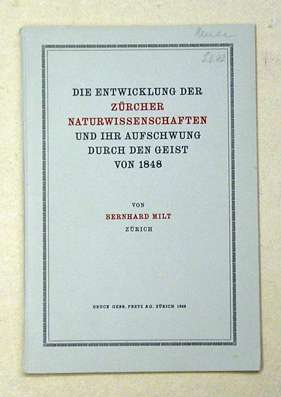 DIE ENTWICKLUNG DER
ZÜRCHER
NATURWISSENSCHAFTEN
UND IHR AUFSCHWUNG
DURCH DEN GEIST
VON 1848
VON
BERNHARD MILT
ZÜRICH
DRUCK GEBR. FRETZ AG. ZÜRICH 1948